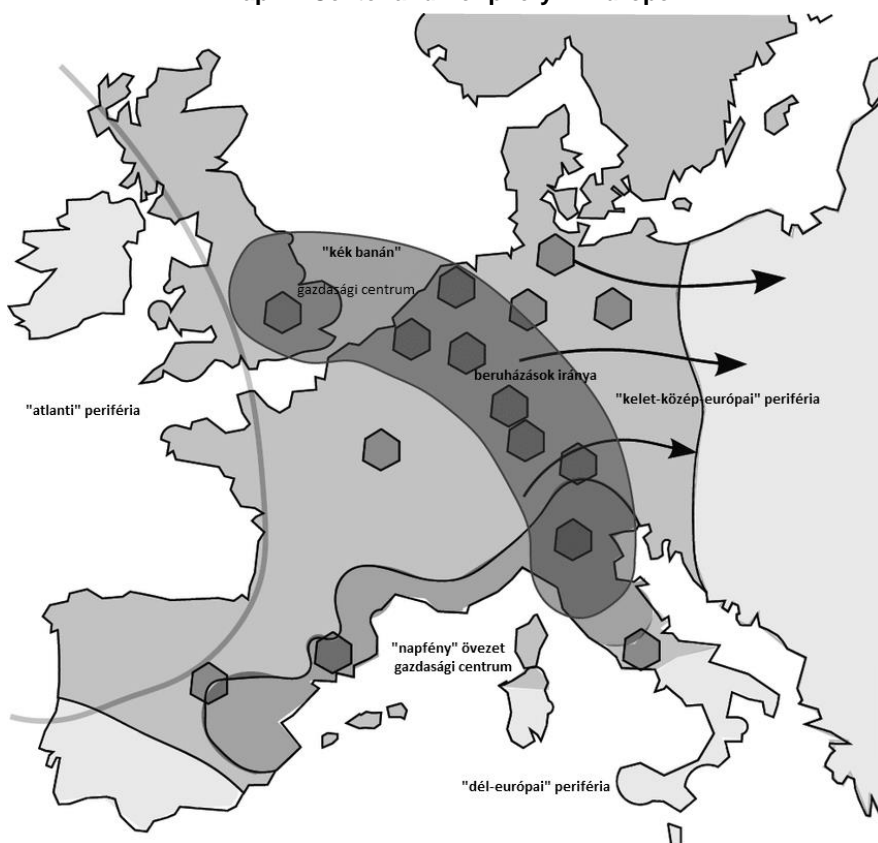 "kék banán"
gazdasági centrum
beruházások iránya
"kelet-közép-európai" periféria
"atlanti" periféria
"napfény" övezet
gazdasági centrum
"dél-európai" periféria